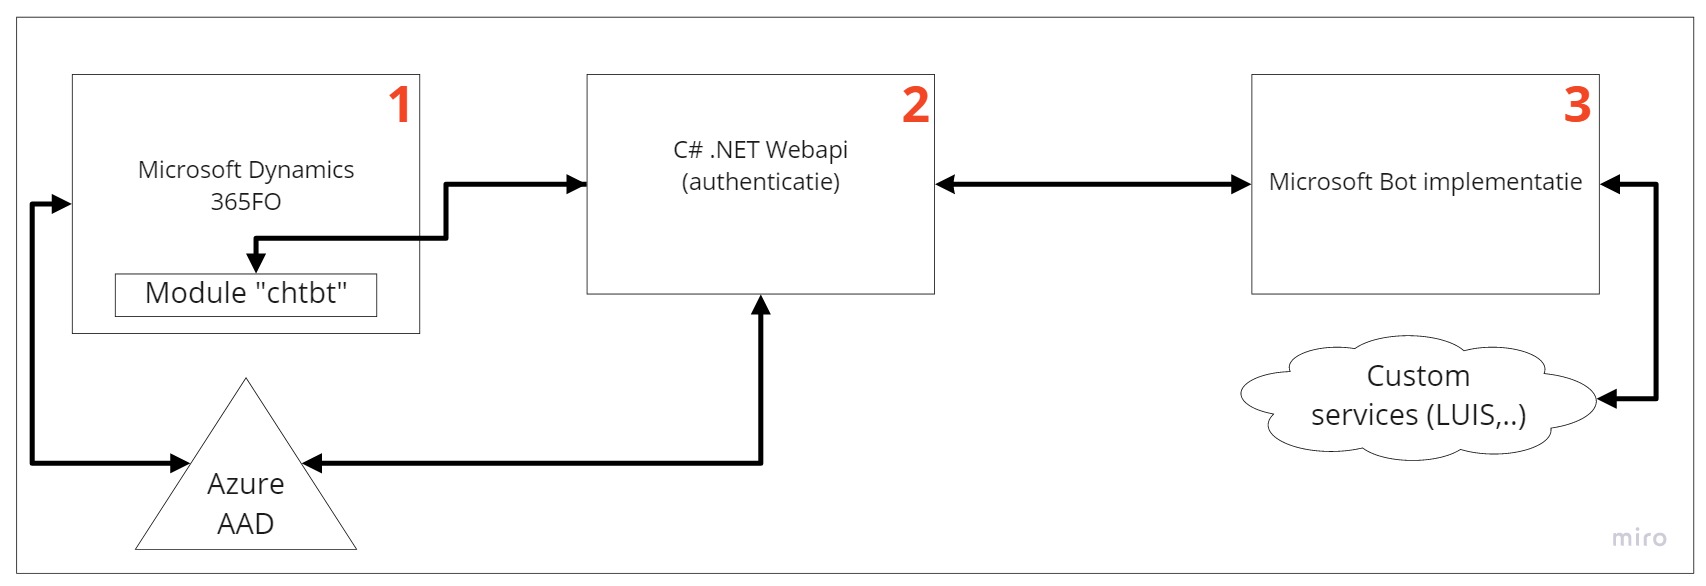 1
Microsoft Dynamics
365FO
Module "chtbt"
2
C# .NET Webapi
(authenticatie)
3
Microsoft Bot implementatie
Custom
services (LUIS,..)
Azure
AAD
miro